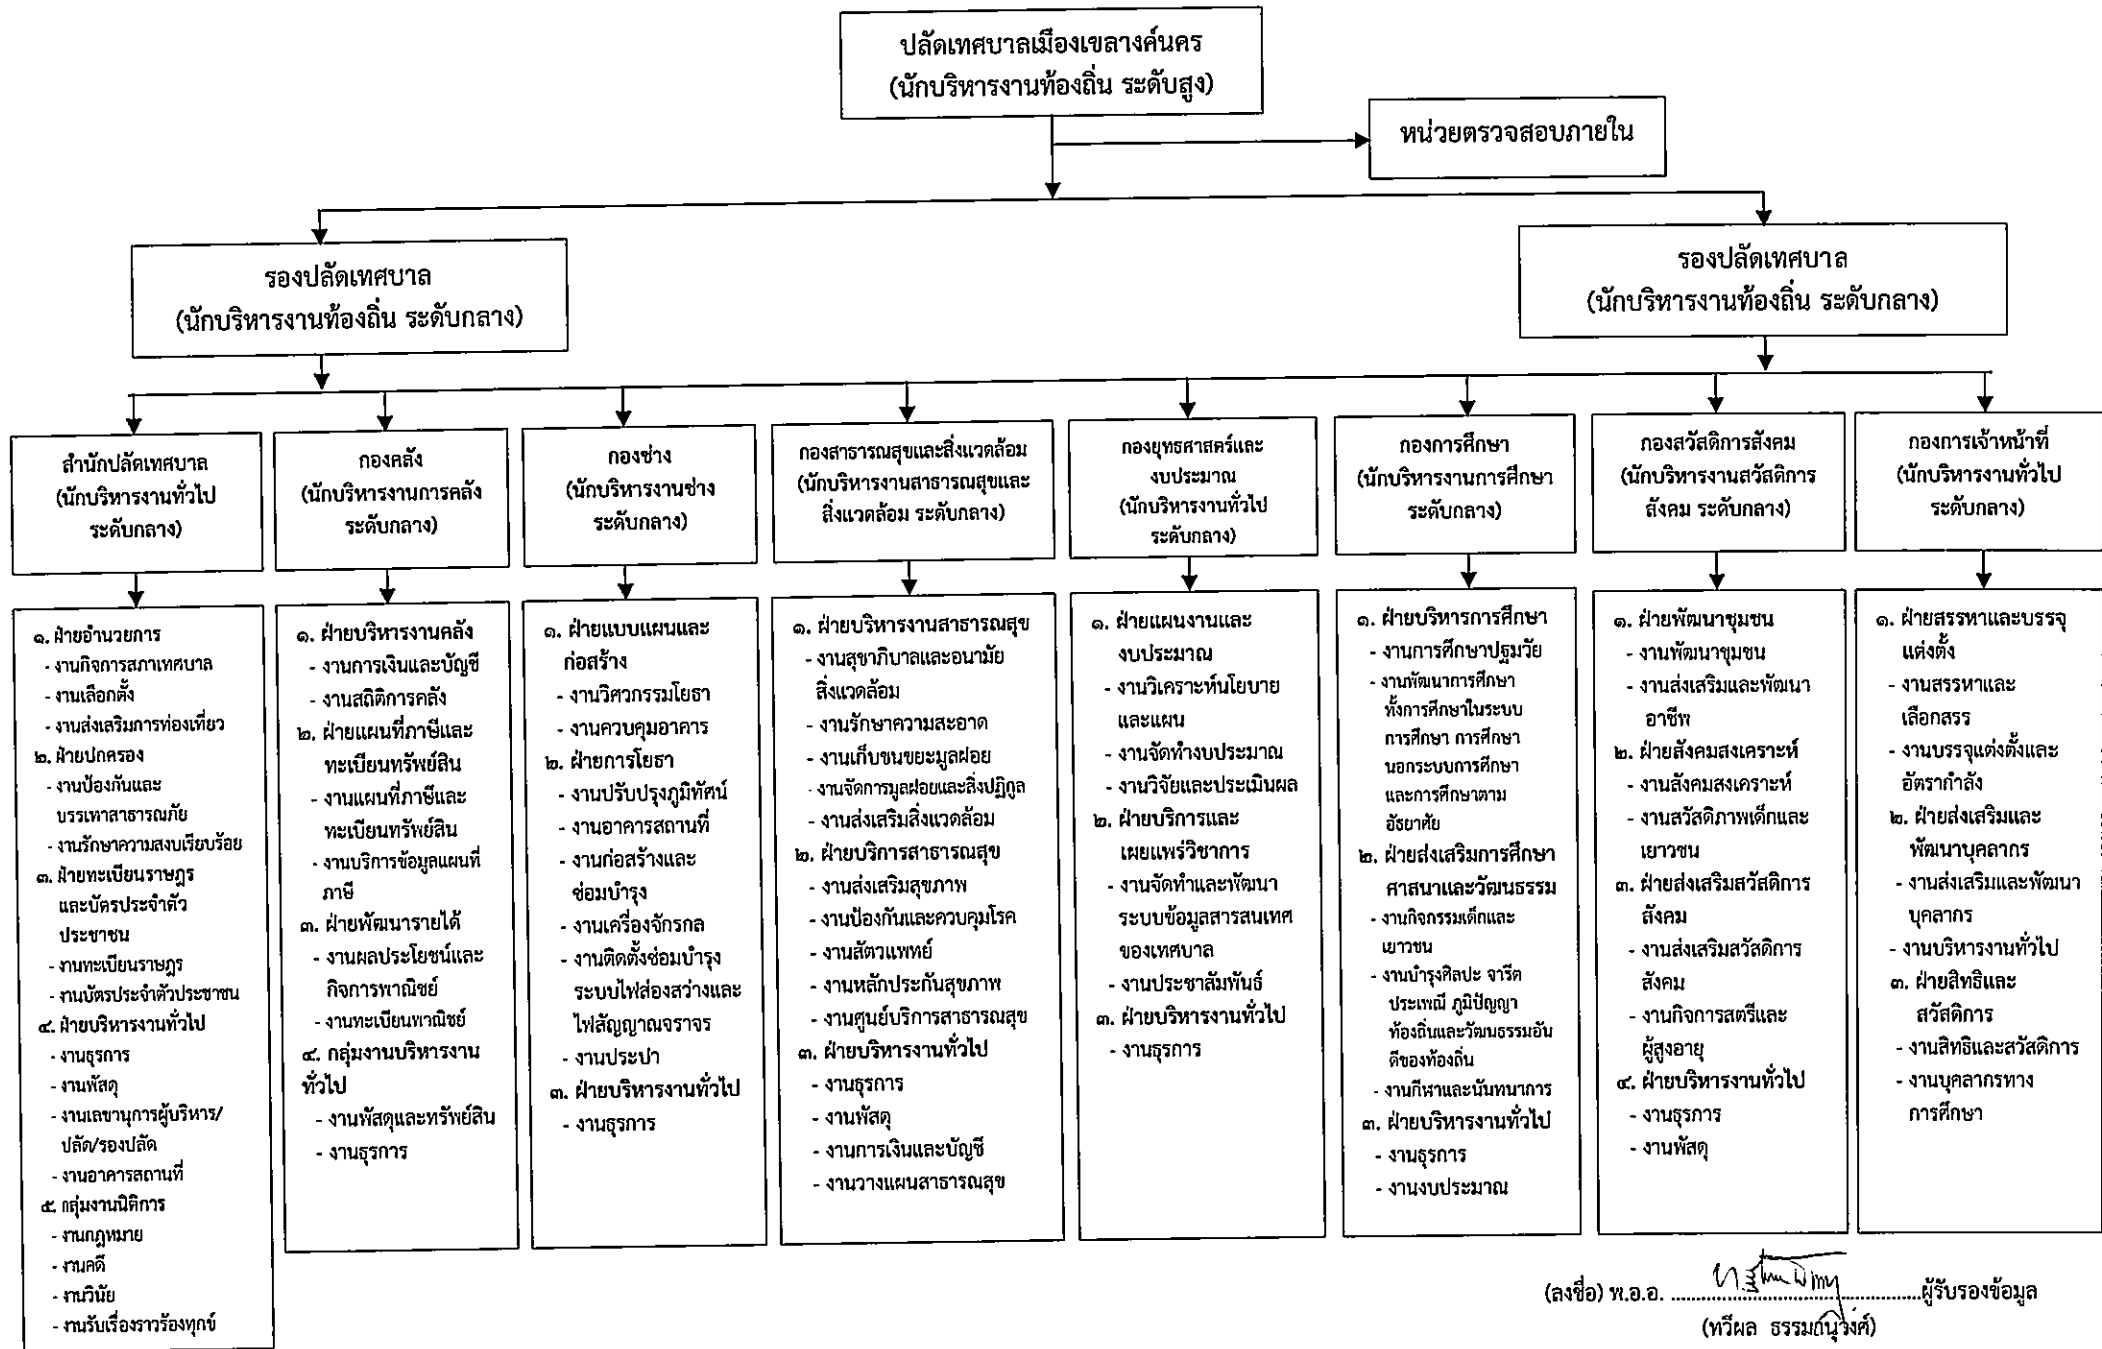 ปลัดเทศบาลเมืองเขลางค์นคร
(นักบริหารงานท้องถิ่น ระดับสูง)
หน่วยตรวจสอบภายใน
รองปลัดเทศบาล
(นักบริหารงานท้องถิ่น ระดับกลาง)
รองปลัดเทศบาล
(นักบริหารงานท้องถิ่น ระดับกลาง)
สำนักปลัดเทศบาล
(นักบริหารงานทั่วไป
ระดับกลาง)
กองคลัง
(นักบริหารงานการคลัง
ระดับกลาง)
กองช่าง
(นักบริหารงานช่าง
ระดับกลาง)
กองสาธารณสุขและสิ่งแวดล้อม
(นักบริหารงานสาธารณสุขและ
สิ่งแวดล้อม ระดับกลาง)
กองยุทธศาสตร์และ
งบประมาณ
(นักบริหารงานทั่วไป
ระดับกลาง)
กองการศึกษา
(นักบริหารงานการศึกษา
ระดับกลาง)
กองสวัสดิการสังคม
(นักบริหารงานสวัสดิการ
สังคม ระดับกลาง)
กองการเจ้าหน้าที่
(นักบริหารงานทั่วไป
ระดับกลาง)
๑. ฝ่ายอำนวยการ
- งานกิจการสภาเทศบาล
- งานเลือกตั้ง
- งานส่งเสริมการท่องเที่ยว
๒. ฝ่ายปกครอง
- งานป้องกันและ
บรรเทาสาธารณภัย
- งานรักษาความสงบเรียบร้อย
๓. ฝ่ายทะเบียนราษฎร
และบัตรประจำตัว
ประชาชน
- งานทะเบียนราษฎร
- งานบัตรประจำตัวประชาชน
๔. ฝ่ายบริหารงานทั่วไป
- งานธุรการ
- งานพัสดุ
- งานเลขานุการผู้บริหาร/
ปลัด/รองปลัด
- งานอาคารสถานที่
๕. กลุ่มงานนิติการ
- งานกฎหมาย
- งานคดี
- งานวินัย
- งานรับเรื่องราวร้องทุกข์
๑. ฝ่ายบริหารงานคลัง
- งานการเงินและบัญชี
- งานสถิติการคลัง
๒. ฝ่ายแผนที่ภาษีและ
ทะเบียนทรัพย์สิน
- งานแผนที่ภาษีและ
ทะเบียนทรัพย์สิน
- งานบริการข้อมูลแผนที่
ภาษี
๓. ฝ่ายพัฒนารายได้
- งานผลประโยชน์และ
กิจการพาณิชย์
- งานทะเบียนพาณิชย์
๔. กลุ่มงานบริหารงาน
ทั่วไป
- งานพัสดุและทรัพย์สิน
- งานธุรการ
๑. ฝ่ายแบบแผนและ
ก่อสร้าง
- งานวิศวกรรมโยธา
- งานควบคุมอาคาร
๒. ฝ่ายการโยธา
- งานปรับปรุงภูมิทัศน์
- งานอาคารสถานที่
- งานก่อสร้างและ
ซ่อมบำรุง
- งานเครื่องจักรกล
- งานติดตั้งซ่อมบำรุง
ระบบไฟส่องสว่างและ
ไฟสัญญาณจราจร
- งานประปา
๓. ฝ่ายบริหารงานทั่วไป
- งานธุรการ
๑. ฝ่ายบริหารงานสาธารณสุข
- งานสุขาภิบาลและอนามัย
สิ่งแวดล้อม
- งานรักษาความสะอาด
- งานเก็บขนขยะมูลฝอย
- งานจัดการมูลฝอยและสิ่งปฏิกูล
- งานส่งเสริมสิ่งแวดล้อม
๒. ฝ่ายบริการสาธารณสุข
- งานส่งเสริมสุขภาพ
- งานป้องกันและควบคุมโรค
- งานสัตวแพทย์
- งานหลักประกันสุขภาพ
- งานศูนย์บริการสาธารณสุข
๓. ฝ่ายบริหารงานทั่วไป
- งานธุรการ
- งานพัสดุ
- งานการเงินและบัญชี
- งานวางแผนสาธารณสุข
๑. ฝ่ายแผนงานและ
งบประมาณ
- งานวิเคราะห์นโยบาย
และแผน
- งานจัดทำงบประมาณ
- งานวิจัยและประเมินผล
๒. ฝ่ายบริการและ
เผยแพร่วิชาการ
- งานจัดทำและพัฒนา
ระบบข้อมูลสารสนเทศ
ของเทศบาล
- งานประชาสัมพันธ์
๓. ฝ่ายบริหารงานทั่วไป
- งานธุรการ
๑. ฝ่ายบริหารการศึกษา
- งานการศึกษาปฐมวัย
- งานพัฒนาการศึกษา
ทั้งการศึกษาในระบบ
การศึกษา การศึกษา
นอกระบบการศึกษา
และการศึกษาตาม
อัธยาศัย
๒. ฝ่ายส่งเสริมการศึกษา
ศาสนาและวัฒนธรรม
- งานกิจกรรมเด็กและ
เยาวชน
- งานบำรุงศิลปะ จารีต
ประเพณี ภูมิปัญญา
ท้องถิ่นและวัฒนธรรมอัน
ดีของท้องถิ่น
- งานกีฬาและนันทนาการ
๓. ฝ่ายบริหารงานทั่วไป
- งานธุรการ
- งานงบประมาณ
๑. ฝ่ายพัฒนาชุมชน
- งานพัฒนาชุมชน
- งานส่งเสริมและพัฒนา
อาชีพ
๒. ฝ่ายสังคมสงเคราะห์
- งานสังคมสงเคราะห์
- งานสวัสดิภาพเด็กและ
เยาวชน
๓. ฝ่ายส่งเสริมสวัสดิการ
สังคม
- งานส่งเสริมสวัสดิการ
สังคม
- งานกิจการสตรีและ
ผู้สูงอายุ
๔. ฝ่ายบริหารงานทั่วไป
- งานธุรการ
- งานพัสดุ
๑. ฝ่ายสรรหาและบรรจุ
แต่งตั้ง
- งานสรรหาและ
เลือกสรร
- งานบรรจุแต่งตั้งและ
อัตรากำลัง
๒. ฝ่ายส่งเสริมและ
พัฒนาบุคลากร
- งานส่งเสริมและพัฒนา
บุคลากร
- งานบริหารงานทั่วไป
๓. ฝ่ายสิทธิและ
สวัสดิการ
- งานสิทธิและสวัสดิการ
- งานบุคลากรทาง
การศึกษา
(ลงชื่อ) พ.อ.อ. ........................................ผู้รับรองข้อมูล
(ทวีผล ธรรมถนุวงศ์)